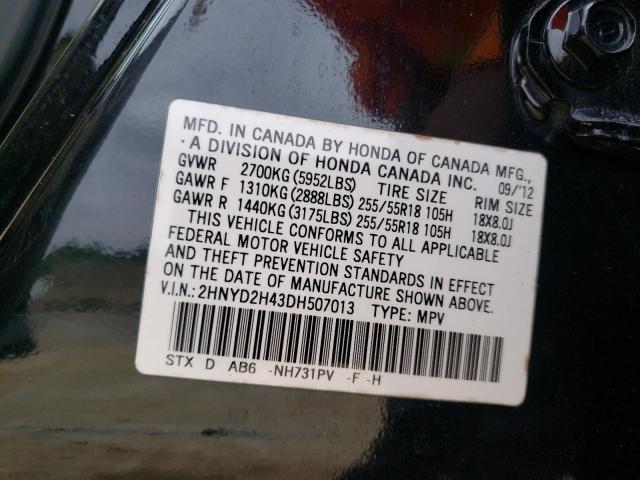 MFD. IN CANADA BY HONDA OF CANADA MFG.,
· A DIVISION OF HONDA CANADA INC. 09/'12
GVWR 2700KG (5952LBS) TIRE SIZE RIM SIZE
GAWR F 1310KG (2888LBS) 255/55R18 105H 18X8.0J
GAWR R 1440KG (3175LBS) 255/55R18 105H 18X8.0J
THIS VEHICLE CONFORMS TO ALL APPLICABLE
FEDERAL MOTOR VEHICLE SAFETY
AND THEFT PREVENTION STANDARDS IN EFFECT
ON THE DATE OF MANUFACTURE SHOWN ABOVE.
V.I.N.: 2HNYD2H43DH507013 TYPE: MPV
STX D AB6 -NH731PV -F -H